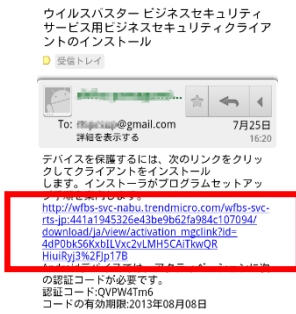 ウイルスバスター ビジネスセキュリティ
サービス用ビジネスセキュリティクライア
ントのインストール
受信トレイ
To: @gmail.com 7月25日
詳細を表示する 16:20
デバイスを保護するには、次のリンクをクリッ
クしてクライアントをインストール
します。インストーラがプログラムセットアッ
http://wfbs-svc-nabu.trendmicro.com/wfbs-svc-
rts-jp:441a1945326e43be9b62fa984c107094/
download/ja/view/activation_mgclink?id=
4dP0bkS6KxbILVxc2vLMH5CAiTkwQR
HiuiRyj3%2FJp17B
の認証コードが必要です。
認証コード:QVPW4Tm6
コードの有効期限:2013年08月08日